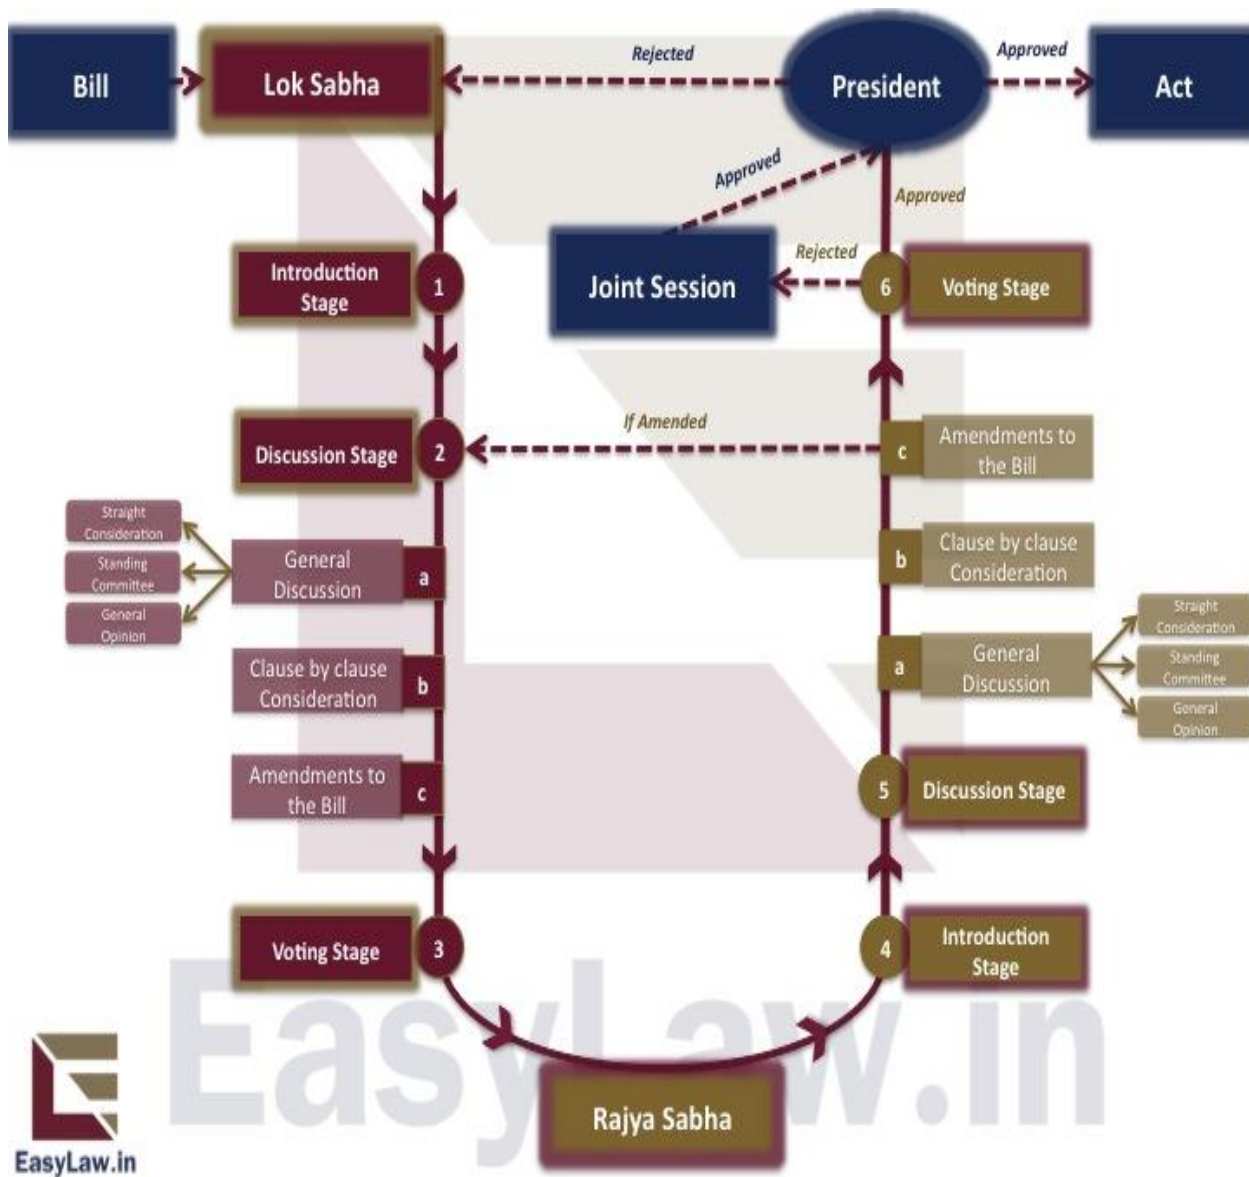 Bill
Lok Sabha
Rejected
President
Approved
Act
Approved
Approved
Introduction
Stage
1
Joint Session
Rejected
6
Voting Stage
Discussion Stage
2
If Amended
c
Amendments to
the Bill
Straight
Consideration
Standing
Committee
General
Opinion
General
Discussion
a
b
Clause by clause
Consideration
Clause by clause
Consideration
b
a
General
Discussion
Straight
Consideration
Standing
Committee
General
Opinion
Amendments to
the Bill
c
5
Discussion Stage
Voting Stage
3
4
Introduction
Stage
Rajya Sabha
EasyLaw.in
EasyLaw.in